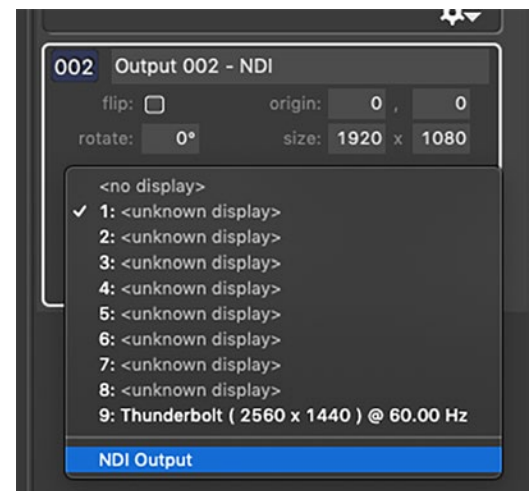 002 Output 002 - NDI
flip: origin: 0 , 0
rotate: 0° size: 1920 x 1080
<no display>
✓ 1: <unknown display>
2: <unknown display>
3: <unknown display>
4: <unknown display>
5: <unknown display>
6: <unknown display>
7: <unknown display>
8: <unknown display>
9: Thunderbolt ( 2560 x 1440 ) @ 60.00 Hz
NDI Output